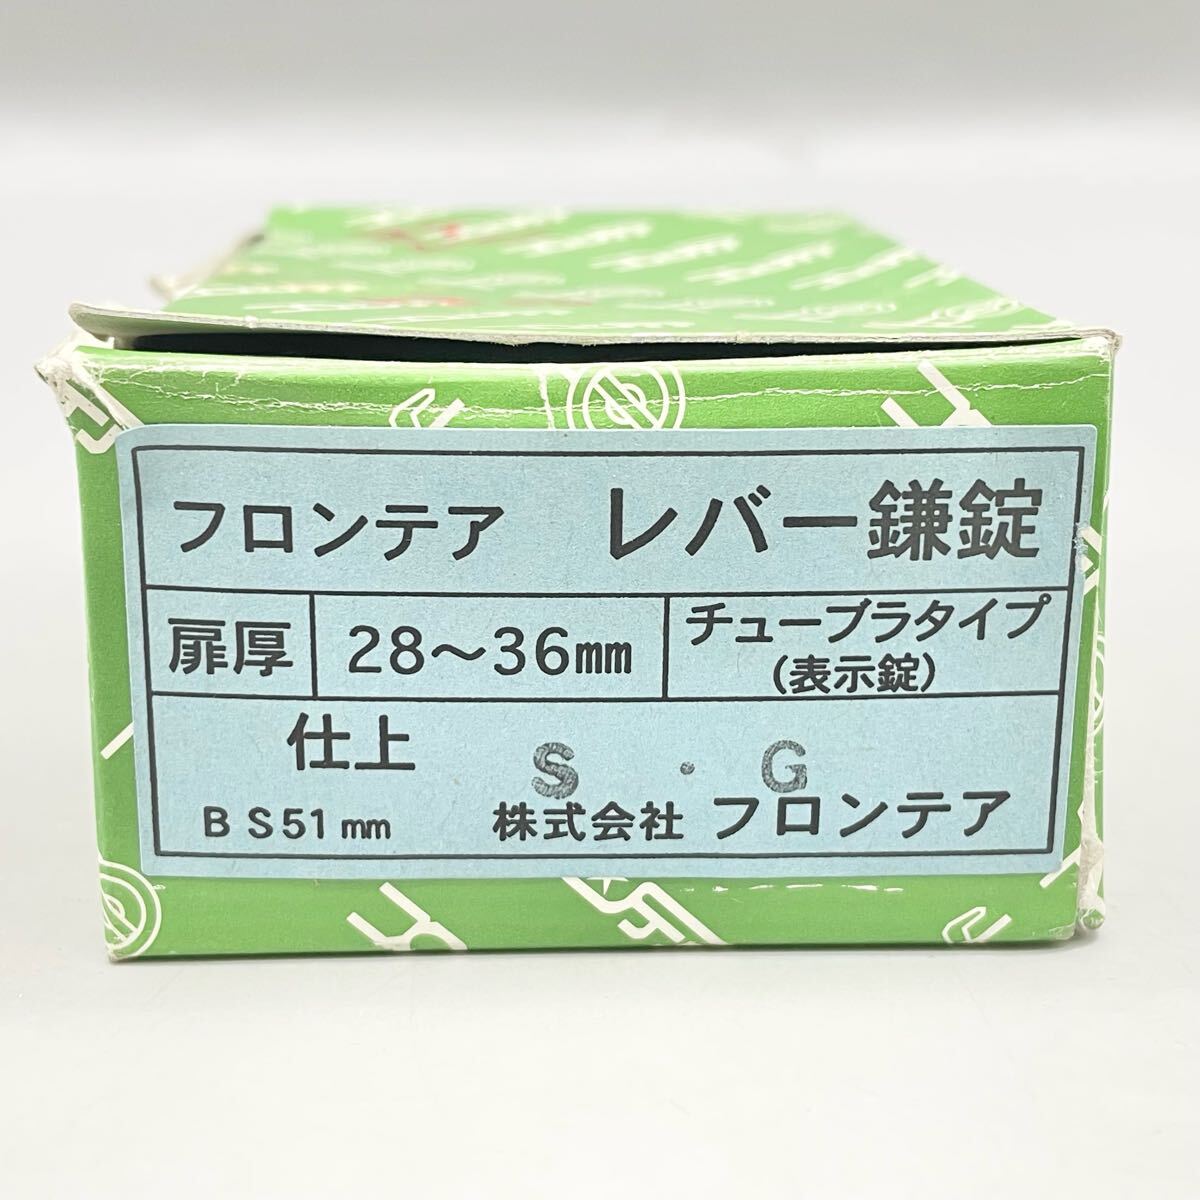 フロンテア レバー鎌錠
扉厚 28～36mm チューブラタイプ
(表示錠)
仕上 S・G
BS51mm 株式会社 フロンテア